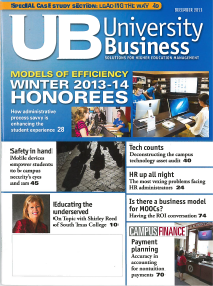 SPECIAL CASE STUDY SECTION: LEADING THE WAY 49
DECEMBER 2013
UB University Business
SOLUTIONS FOR HIGHER EDUCATION MANAGEMENT
MODELS OF EFFICIENCY
WINTER 2013-14
HONOREES
How administrative
process savvy is
enhancing the
student experience 28
Safety in hand
Mobile devices
empower students
to be campus
security's eyes
and ears 45
Tech counts
Deconstructing the campus
technology asset audit 40
HR up all night
The most vexing problems facing
HR administrators 24
Educating the
underserved
On Topic with Shirley Reed
of South Texas College 10
Is there a business model
for MOOCs?
Having the ROI conversation 74
CAMPUS FINANCE
Payment
planning
Accuracy in
accounting
for nontuition
payments 70